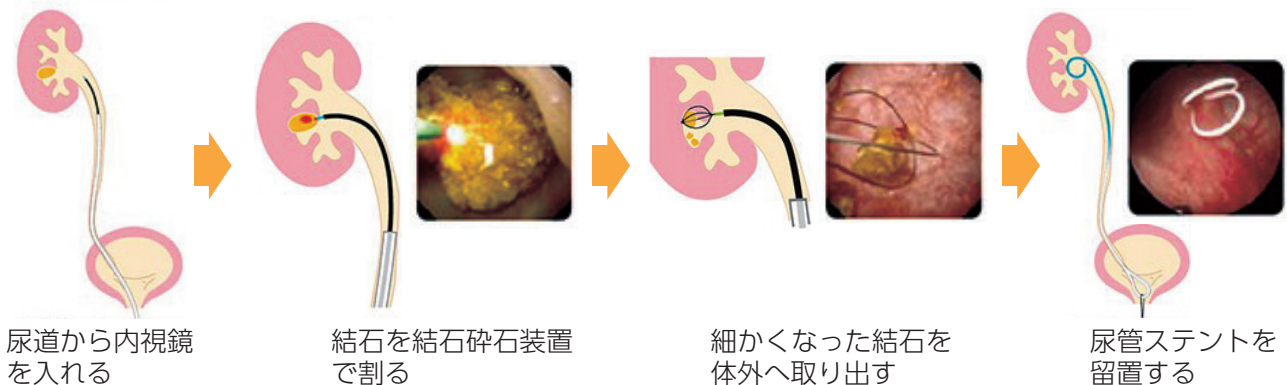 尿道から内視鏡
を入れる
結石を結石砕石装置
で割る
細かくなった結石を
体外へ取り出す
尿管ステントを
留置する